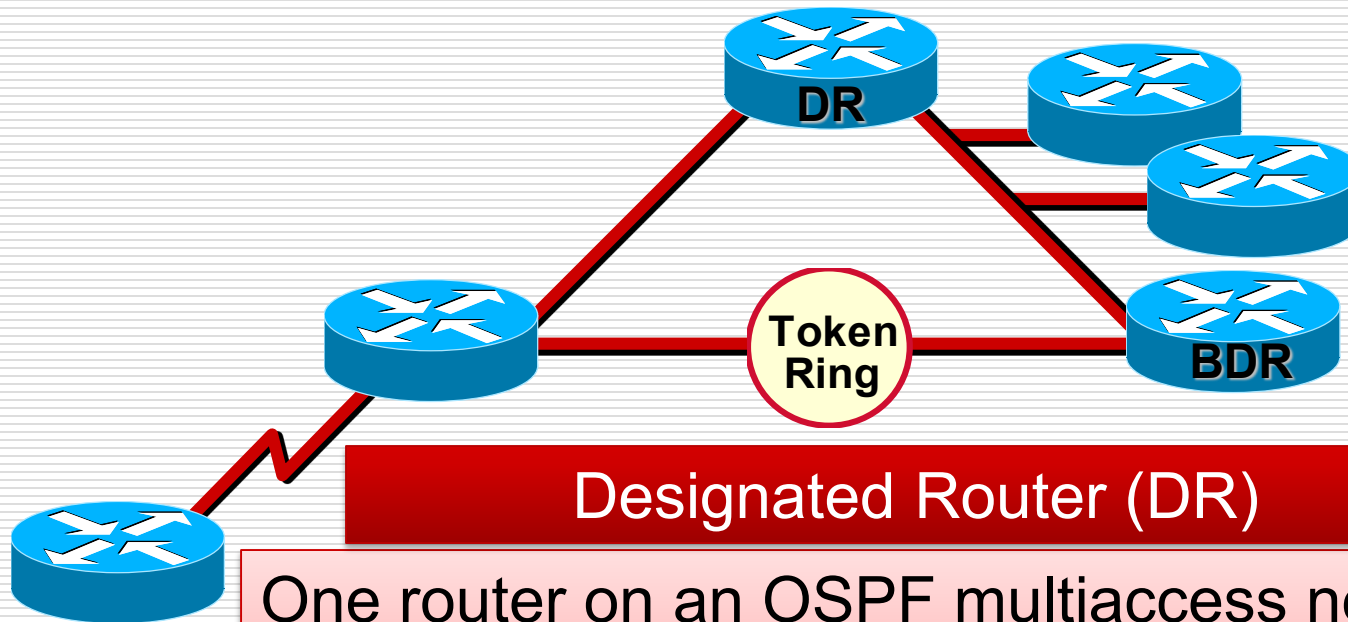 DR
Token
Ring
BDR
Designated Router (DR)
One router on an OSPF multiaccess